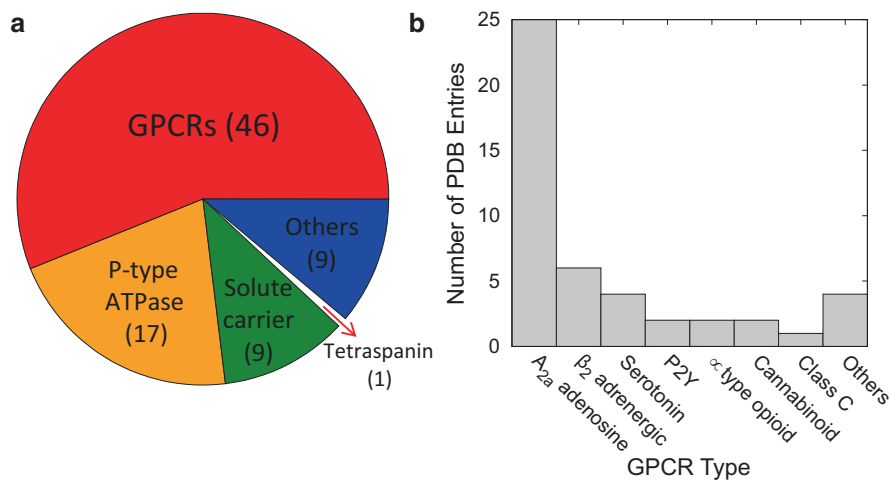 a
GPCRs (46)
Others
(9)
P-type
ATPase
(17)
Solute
carrier
(9)
Tetraspanin
(1)
b
Number of PDB Entries
25
20
15
10
5
0
A2a adenosine
β2 adrenergic
Serotonin
P2Y
∝ type opioid
Cannabinoid
Class C
Others
GPCR Type